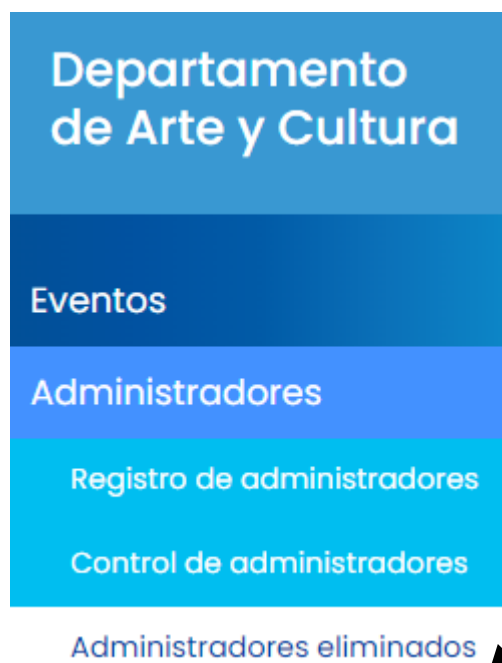 Departamento
de Arte y Cultura
Eventos
Administradores
Registro de administradores
Control de administradores
Administradores eliminados